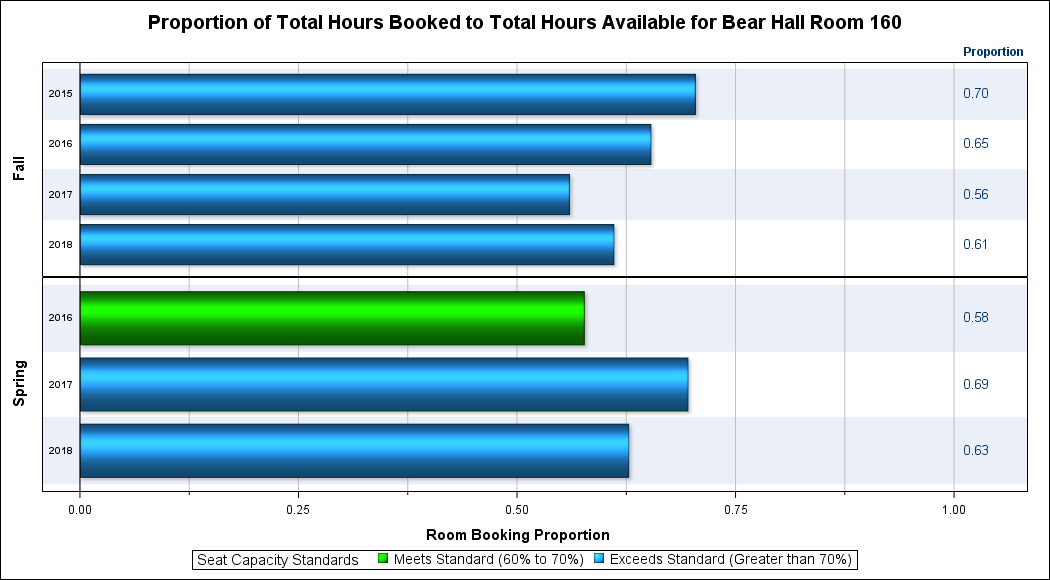 Proportion of Total Hours Booked to Total Hours Available for Bear Hall Room 160
Proportion
Fall
2015 0.70
2016 0.65
2017 0.56
2018 0.61
Spring
2016 0.58
2017 0.69
2018 0.63
0.00 0.25 0.50 0.75 1.00
Room Booking Proportion
Seat Capacity Standards Meets Standard (60% to 70%) Exceeds Standard (Greater than 70%)